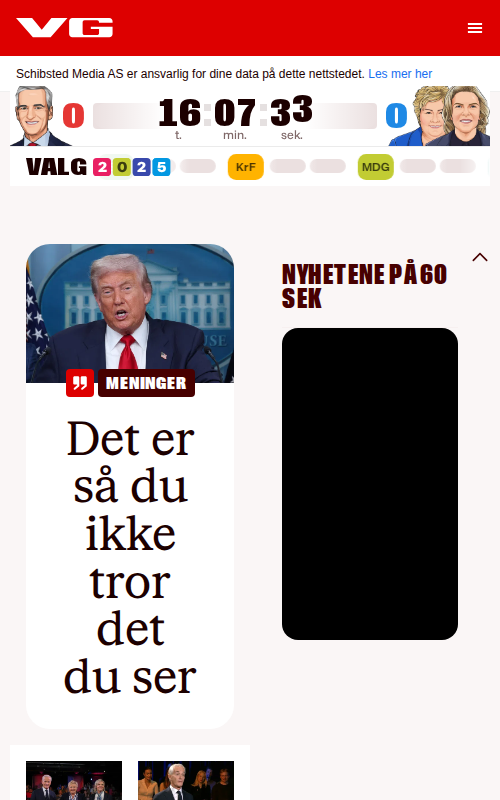 VG
Schibsted Media AS er ansvarlig for dine data på dette nettstedet. Les mer her
0 16:07:33 0
t. min. sek.
VALG 2025 KrF MDG
NYHETENE PÅ 60
SEK
MENINGER
Det er
så du
ikke
tror
det
du ser